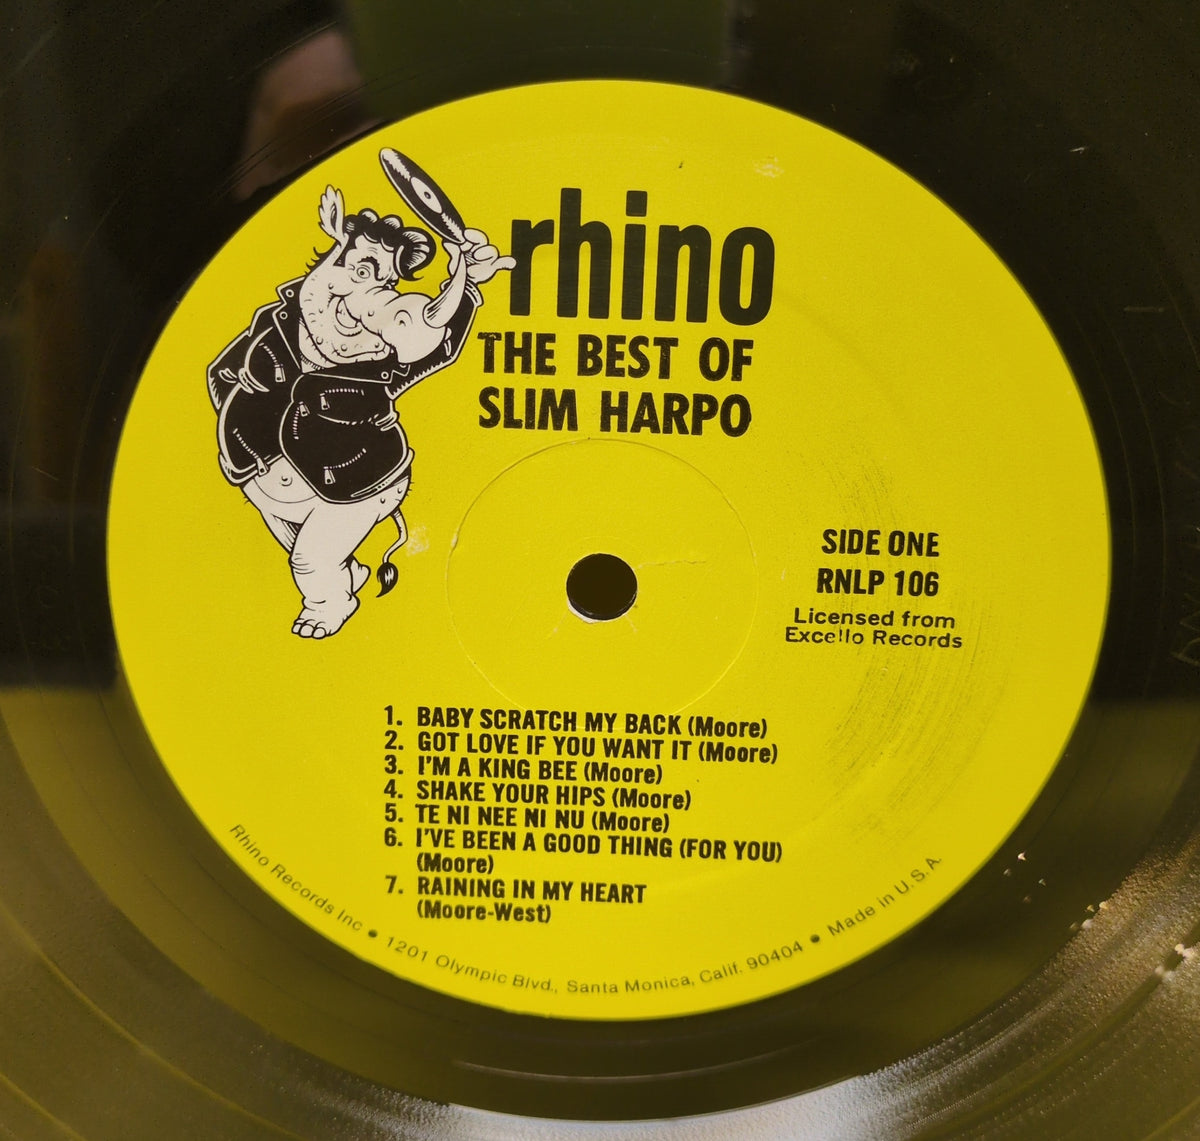 rhino
THE BEST OF
SLIM HARPO
SIDE ONE
RNLP 106
Licensed from
Excello Records
1. BABY SCRATCH MY BACK (Moore)
2. GOT LOVE IF YOU WANT IT (Moore)
3. I'M A KING BEE (Moore)
4. SHAKE YOUR HIPS (Moore)
5. TE NI NEE NI NU (Moore)
6. I'VE BEEN A GOOD THING (FOR YOU)
(Moore)
7. RAINING IN MY HEART
(Moore-West)
Rhino Records Inc • 1201 Olympic Blvd., Santa Monica, Calif. 90404 • Made in U.S.A.